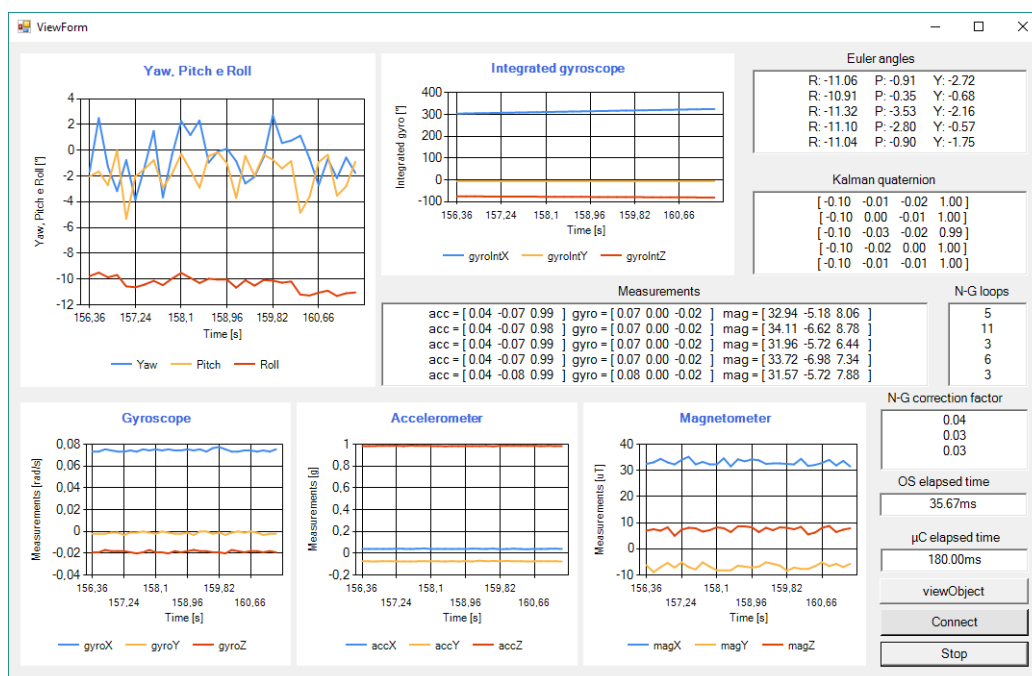 ViewForm
Yaw, Pitch e Roll
Yaw, Pitch e Roll [°]
4
2
0
-2
-4
-6
-8
-10
-12
156,36 157,24 158,1 158,96 159,82 160,66
Time [s]
Yaw Pitch Roll
Integrated gyroscope
Integrated gyro [°]
400
300
200
100
0
-100
156,36 157,24 158,1 158,96 159,82 160,66
Time [s]
gyroIntX gyroIntY gyroIntZ
Euler angles
R: -11.06 P: -0.91 Y: -2.72
R: -10.91 P: -0.35 Y: -0.68
R: -11.32 P: -3.53 Y: -2.16
R: -11.10 P: -2.80 Y: -0.57
R: -11.04 P: -0.90 Y: -1.75
Kalman quaternion
[ -0.10 -0.01 -0.02 1.00 ]
[ -0.10 0.00 -0.01 1.00 ]
[ -0.10 -0.03 -0.02 0.99 ]
[ -0.10 -0.02 0.00 1.00 ]
[ -0.10 -0.01 -0.01 1.00 ]
Measurements
acc = [ 0.04 -0.07 0.99 ] gyro = [ 0.07 0.00 -0.02 ] mag = [ 32.94 -5.18 8.06 ]
acc = [ 0.04 -0.07 0.98 ] gyro = [ 0.07 0.00 -0.02 ] mag = [ 34.11 -6.62 8.78 ]
acc = [ 0.04 -0.07 0.99 ] gyro = [ 0.07 0.00 -0.02 ] mag = [ 31.96 -5.72 6.44 ]
acc = [ 0.04 -0.07 0.99 ] gyro = [ 0.07 0.00 -0.02 ] mag = [ 33.72 -6.98 7.34 ]
acc = [ 0.04 -0.08 0.99 ] gyro = [ 0.08 0.00 -0.02 ] mag = [ 31.57 -5.72 7.88 ]
N-G loops
5
11
3
6
3
Gyroscope
Measurements [rad/s]
0.08
0.06
0.04
0.02
0
-0.02
-0.04
156,36 158,1 159,82
157,24 158,96 160,66
Time [s]
gyroX gyroY gyroZ
Accelerometer
Measurements [g]
1
0,8
0,6
0,4
0,2
0
-0,2
156,36 158,1 159,82
157,24 158,96 160,66
Time [s]
accX accY accZ
Magnetometer
Measurements [uT]
40
30
20
10
0
-10
156,36 158,1 159,82
157,24 158,96 160,66
Time [s]
magX magY magZ
N-G correction factor
0.04
0.03
0.03
OS elapsed time
35.67ms
µC elapsed time
180.00ms
viewObject
Connect
Stop